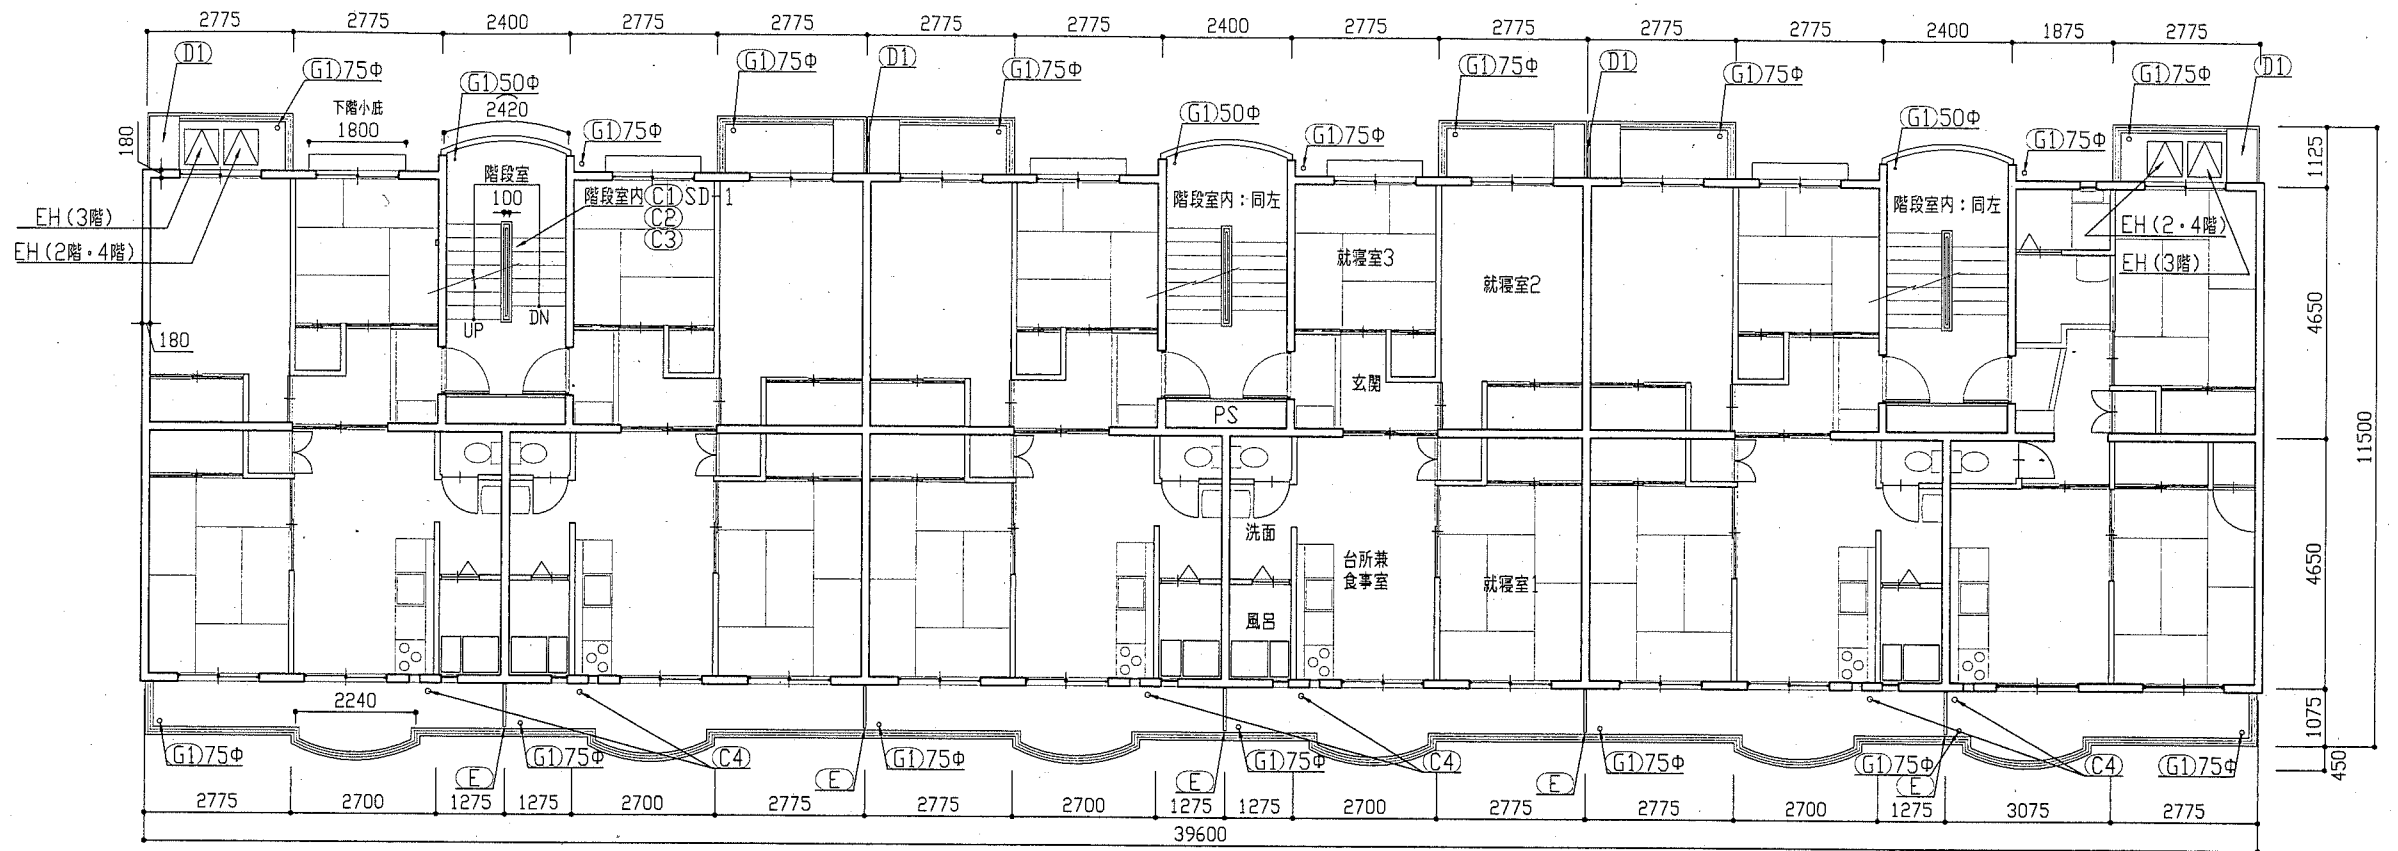 2775 2775 2400 2775 2775 2775 2775 2400 2775 2775 2775 2775 2400 1875 2775
D1 G1 75Φ G1 50Φ G1 75Φ D1 G1 75Φ G1 75Φ D1 G1 75Φ G1 75Φ D1
下階小庇 2420 G1 75Φ G1 50Φ G1 75Φ G1 50Φ G1 75Φ
1800
180
階段室
100
階段室内 C1 SD-1
C2
C3
階段室内:同左
階段室内:同左
EH(3階)
EH(2階・4階)
EH(2・4階)
EH(3階)
1125
就寝室3
就寝室2
UP DN
180
4650
玄関
PS
11500
洗面
台所兼
食事室
就寝室1
風呂
4650
2240
1075
450
G1 75Φ G1 75Φ C4 G1 75Φ G1 75Φ C4 G1 75Φ G1 75Φ C4 G1 75Φ
E E E E E
2775 2700 1275 1275 2700 2775 2775 2700 1275 1275 2700 2775 2775 2700 1275 3075 2775
39600